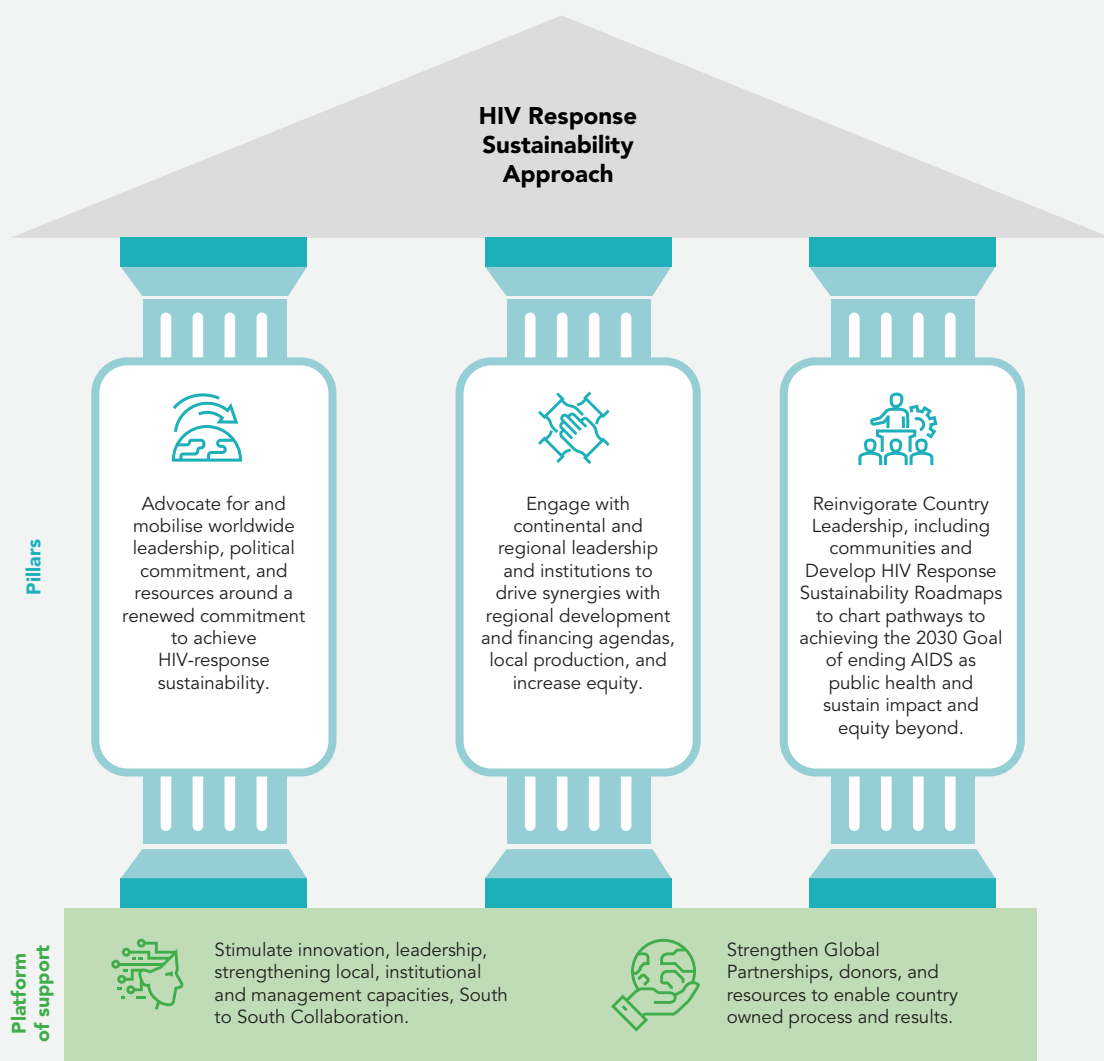 HIV Response
Sustainability
Approach
Pillars
Advocate for and
mobilise worldwide
leadership, political
commitment, and
resources around a
renewed commitment
to achieve
HIV-response
sustainability.
Engage with
continental and
regional leadership
and institutions to
drive synergies with
regional development
and financing agendas,
local production, and
increase equity.
Reinvigorate Country
Leadership, including
communities and
Develop HIV Response
Sustainability Roadmaps
to chart pathways to
achieving the 2030 Goal
of ending AIDS as
public health and
sustain impact and
equity beyond.
Platform
of support
Stimulate innovation, leadership,
strengthening local, institutional
and management capacities, South
to South Collaboration.
Strengthen Global
Partnerships, donors, and
resources to enable country
owned process and results.